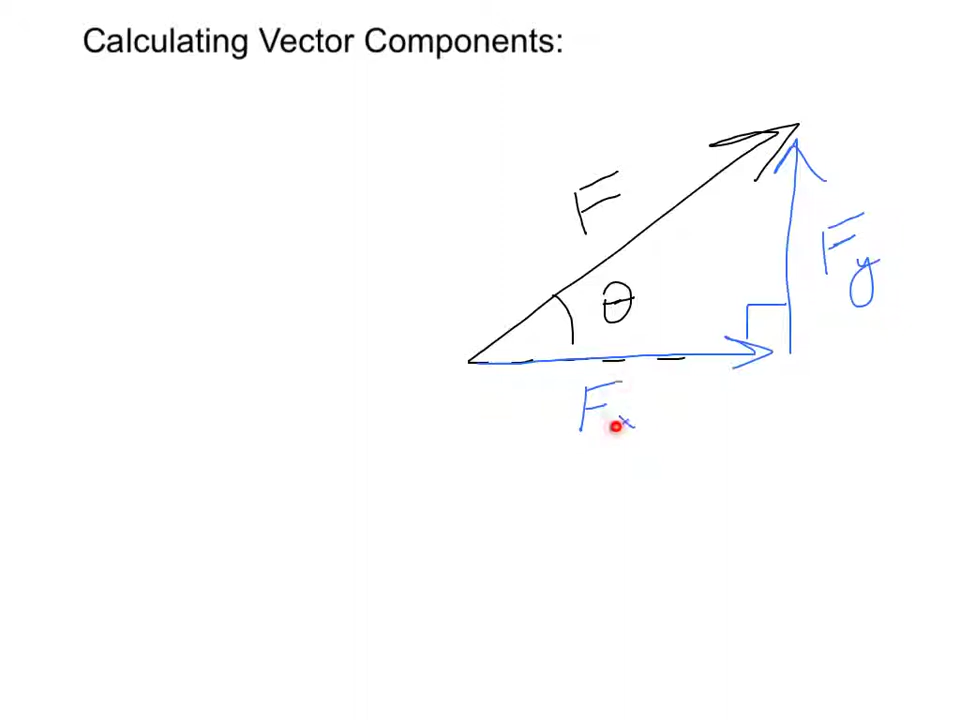 Calculating Vector Components:
F
θ
Fy
Fx